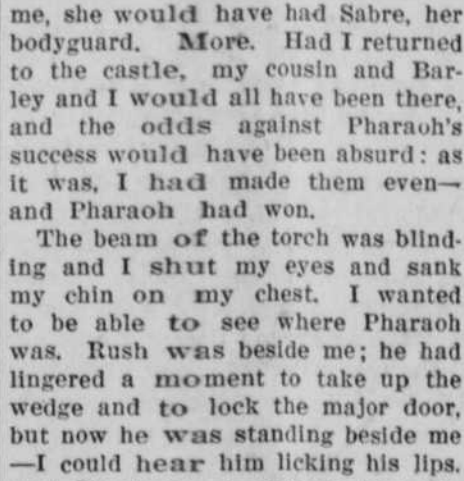 me, she would have had Sabre, her
bodyguard. More. Had I returned
to the castle, my cousin and Bar-
ley and I would all have been there,
and the odds against Pharaoh's
success would have been absurd: as
it was, I had made them even—
and Pharaoh had won.
The beam of the torch was blind-
ing and I shut my eyes and sank
my chin on my chest. I wanted
to be able to see where Pharaoh
was. Rush was beside me; he had
lingered a moment to take up the
wedge and to lock the major door,
but now he was standing beside me
—I could hear him licking his lips.